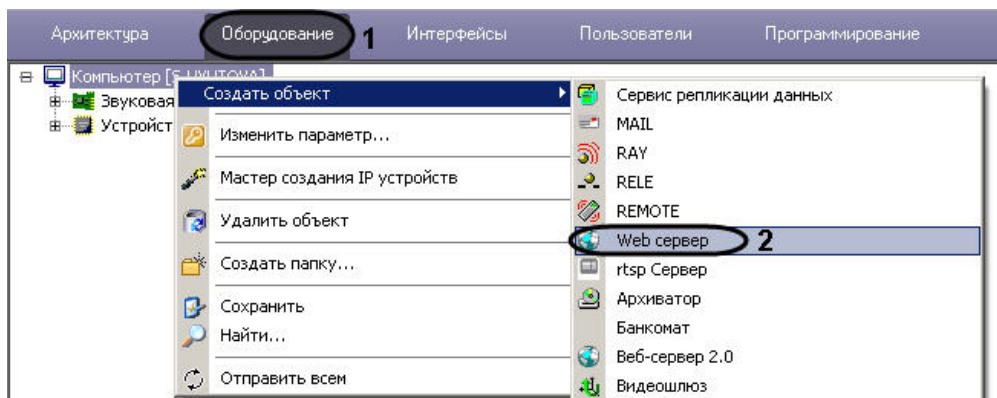 Архитектура Оборудование 1 Интерфейсы Пользователи Программирование
Компьютер [S
Звуковая
Устройст
Создать объект
Изменить параметр...
Мастер создания IP устройств
Удалить объект
Создать папку...
Сохранить
Найти...
Отправить всем
Сервис репликации данных
MAIL
RAY
RELE
REMOTE
Web сервер 2
rtsp Сервер
Архиватор
Банкомат
Веб-сервер 2.0
Видеошлюз